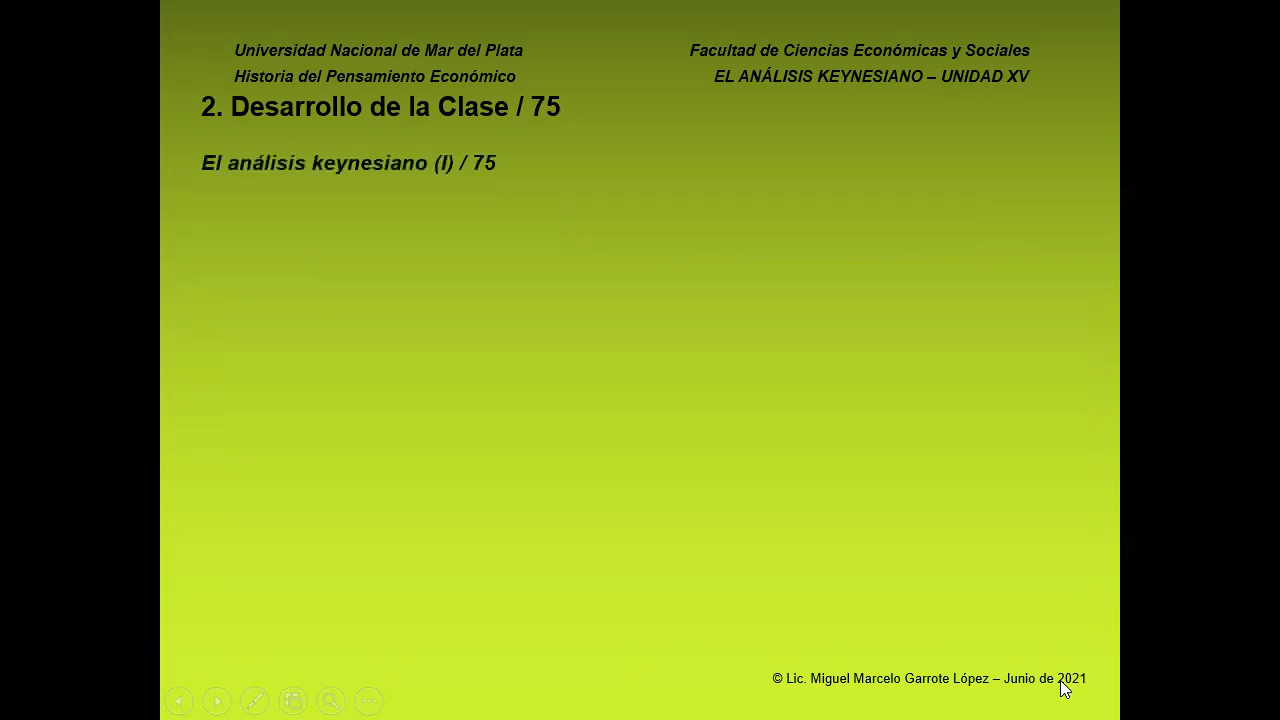 Universidad Nacional de Mar del Plata Facultad de Ciencias Económicas y Sociales
Historia del Pensamiento Económico EL ANÁLISIS KEYNESIANO – UNIDAD XV
2. Desarrollo de la Clase / 75
El análisis keynesiano (I) / 75
© Lic. Miguel Marcelo Garrote López – Junio de 2021